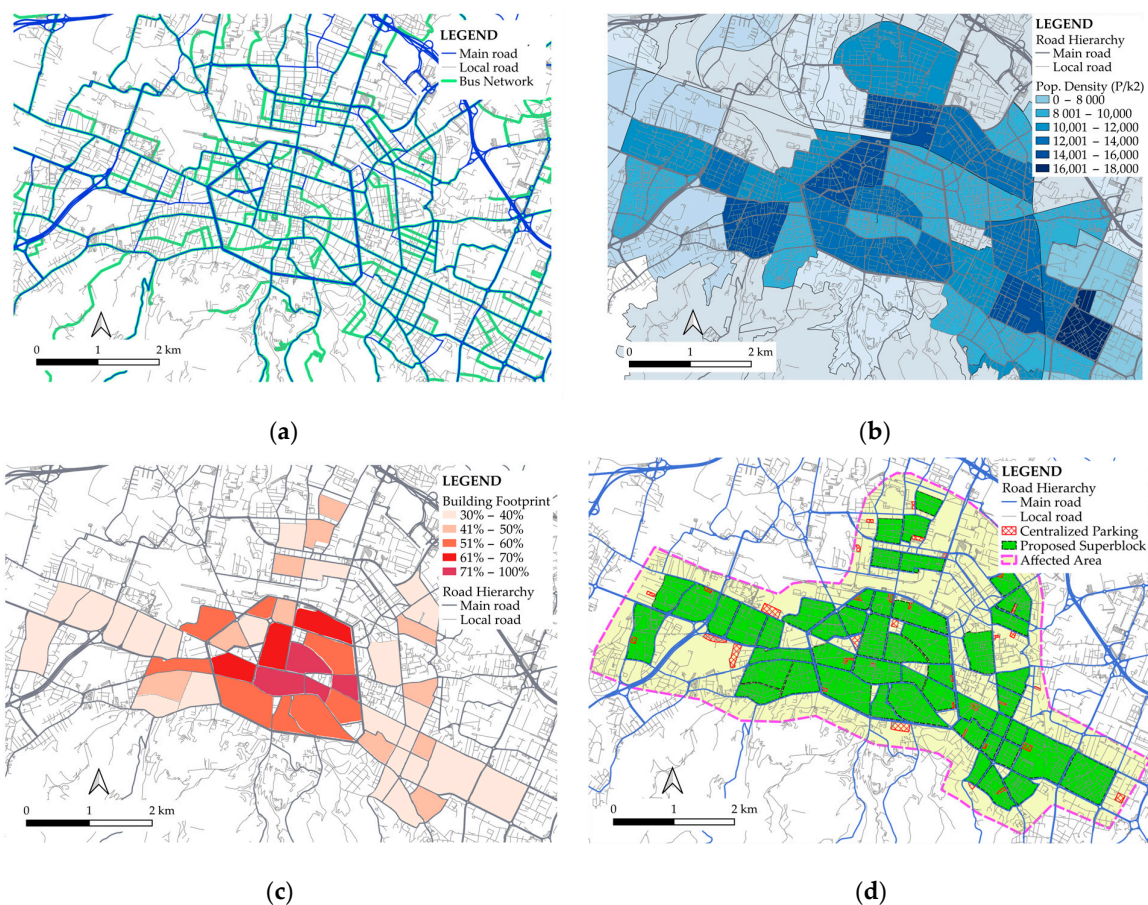 LEGEND
Main road
Local road
Bus Network
0 1 2 km
(a)
LEGEND
Road Hierarchy
Main road
Local road
Pop. Density (P/k2)
0 – 8 000
8 001 – 10,000
10,001 – 12,000
12,001 – 14,000
14,001 – 16,000
16,001 – 18,000
0 1 2 km
(b)
LEGEND
Building Footprint
30% – 40%
41% – 50%
51% – 60%
61% – 70%
71% – 100%
Road Hierarchy
Main road
Local road
0 1 2 km
(c)
LEGEND
Road Hierarchy
Main road
Local road
Centralized Parking
Proposed Superblock
Affected Area
0 1 2 km
(d)